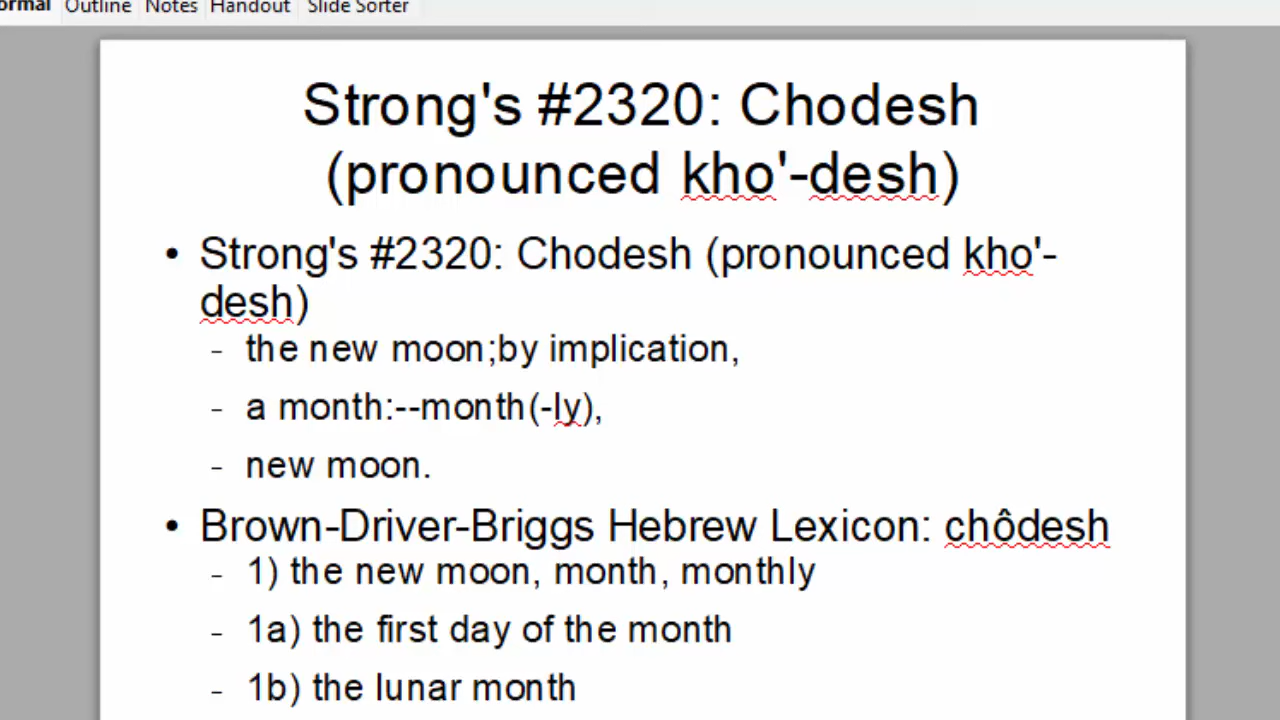 Outline Notes Handout Slide Sorter
Strong's #2320: Chodesh
(pronounced kho'-desh)
• Strong's #2320: Chodesh (pronounced kho'-
desh)
- the new moon;by implication,
- a month:--month(-ly),
- new moon.
• Brown-Driver-Briggs Hebrew Lexicon: chôdesh
- 1) the new moon, month, monthly
- 1a) the first day of the month
- 1b) the lunar month